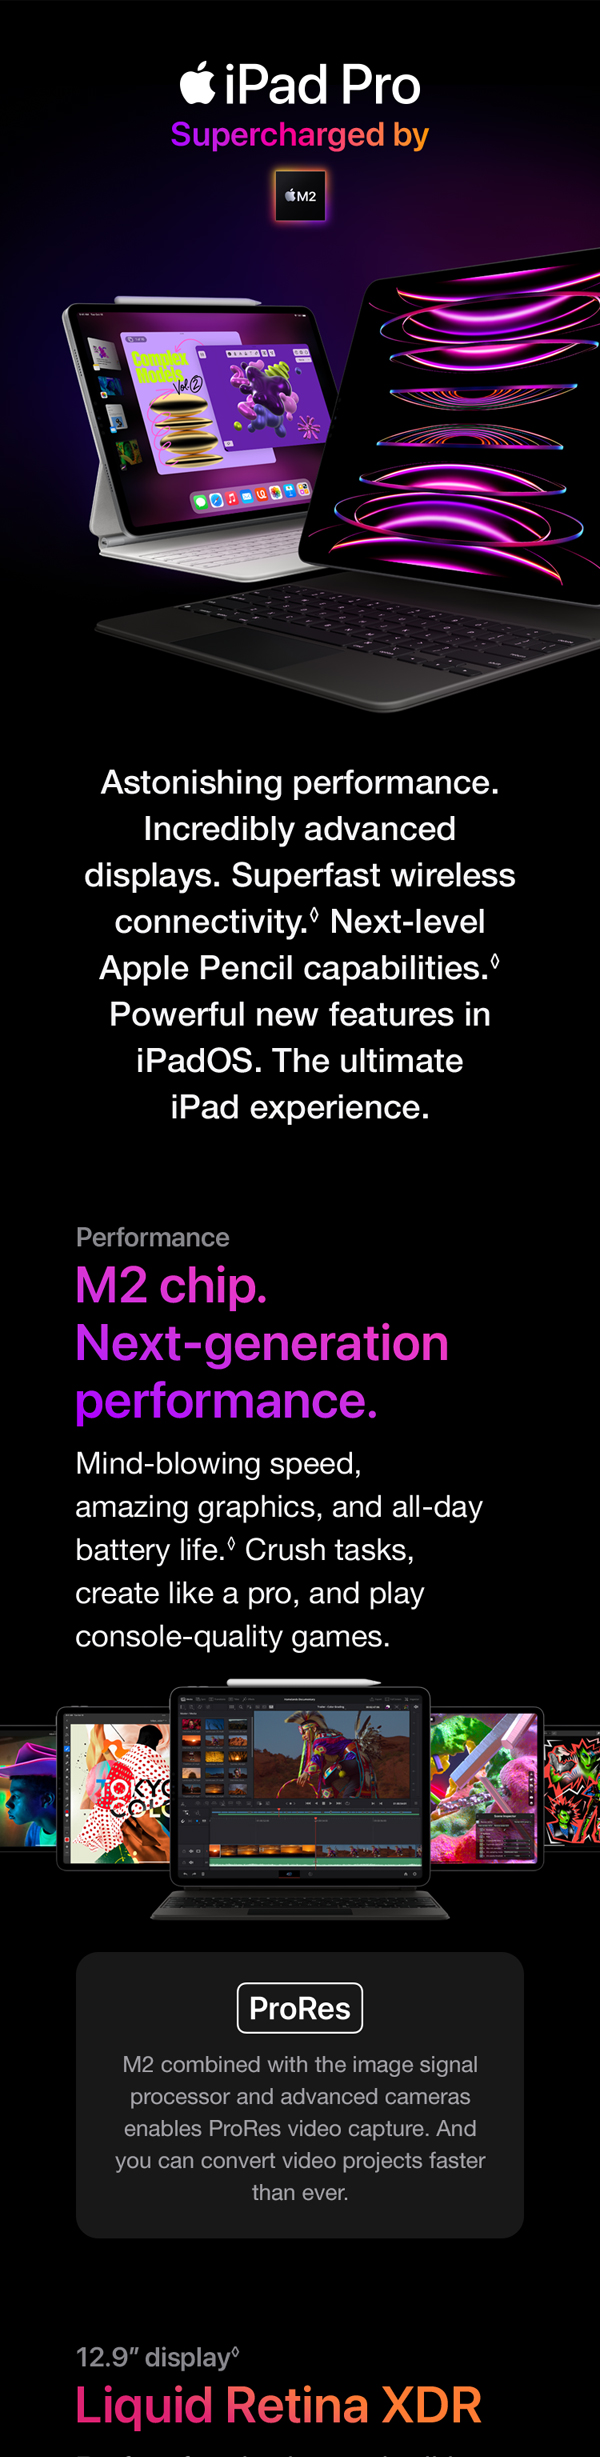 iPad Pro
Supercharged by
M2
Complex
Models
Vol 2
Astonishing performance.
Incredibly advanced
displays. Superfast wireless
connectivity.◊ Next-level
Apple Pencil capabilities.◊
Powerful new features in
iPadOS. The ultimate
iPad experience.
Performance
M2 chip.
Next-generation
performance.
Mind-blowing speed,
amazing graphics, and all-day
battery life.◊ Crush tasks,
create like a pro, and play
console-quality games.
ProRes
M2 combined with the image signal
processor and advanced cameras
enables ProRes video capture. And
you can convert video projects faster
than ever.
12.9” display◊
Liquid Retina XDR